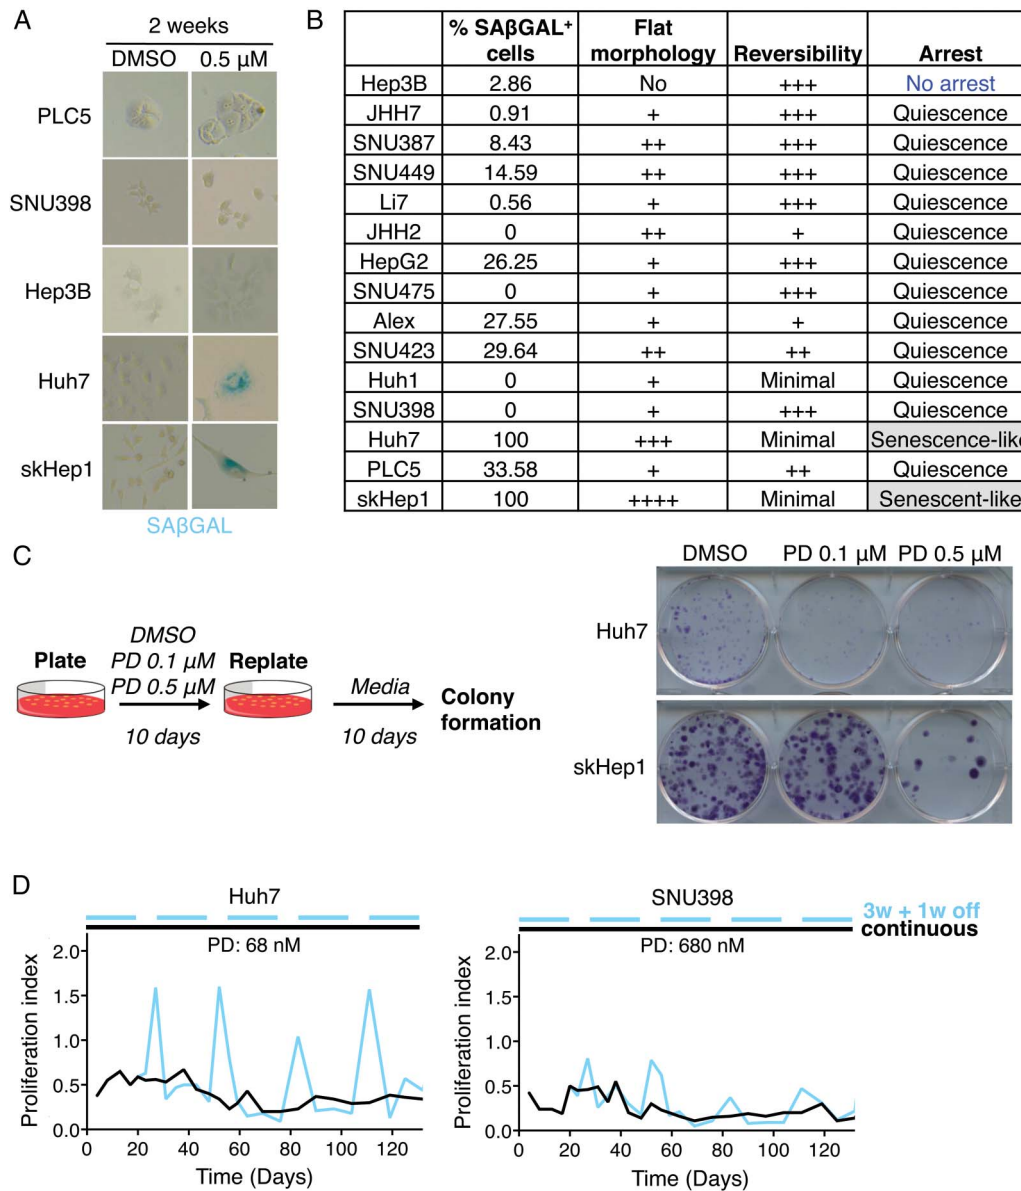 A
2 weeks
DMSO 0.5 µM
PLC5
SNU398
Hep3B
Huh7
skHep1
SAβGAL
B
% SAβGAL+ cells Flat morphology Reversibility Arrest
Hep3B 2.86 No +++ No arrest
JHH7 0.91 + +++ Quiescence
SNU387 8.43 ++ +++ Quiescence
SNU449 14.59 ++ +++ Quiescence
Li7 0.56 + +++ Quiescence
JHH2 0 ++ + Quiescence
HepG2 26.25 + +++ Quiescence
SNU475 0 + +++ Quiescence
Alex 27.55 + + Quiescence
SNU423 29.64 ++ ++ Quiescence
Huh1 0 + Minimal Quiescence
SNU398 0 + +++ Quiescence
Huh7 100 +++ Minimal Senescence-like
PLC5 33.58 + ++ Quiescence
skHep1 100 ++++ Minimal Senescent-like
C
Plate
DMSO
PD 0.1 µM
PD 0.5 µM
10 days
Replate
Media
10 days
Colony
formation
DMSO PD 0.1 µM PD 0.5 µM
Huh7
skHep1
D
Huh7
PD: 68 nM
Proliferation index
2.0
1.5
1.0
0.5
0.0
0 20 40 60 80 100 120
Time (Days)
SNU398
3w + 1w off
continuous
PD: 680 nM
Proliferation index
2.0
1.5
1.0
0.5
0.0
0 20 40 60 80 100 120
Time (Days)